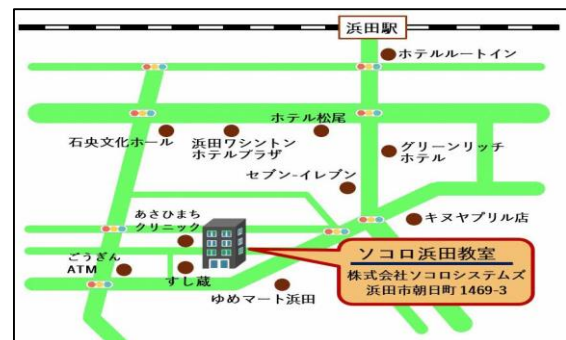 浜田駅
ホテルルートイン
ホテル松尾
石央文化ホール
浜田ワシントン
ホテルプラザ
グリーンリッチ
ホテル
セブン-イレブン
あさひまち
クリニック
キヌヤプリル店
ごうぎん
ATM
すし蔵
ゆめマート浜田
ソコロ浜田教室
株式会社ソコロシステムズ
浜田市朝日町1469-3